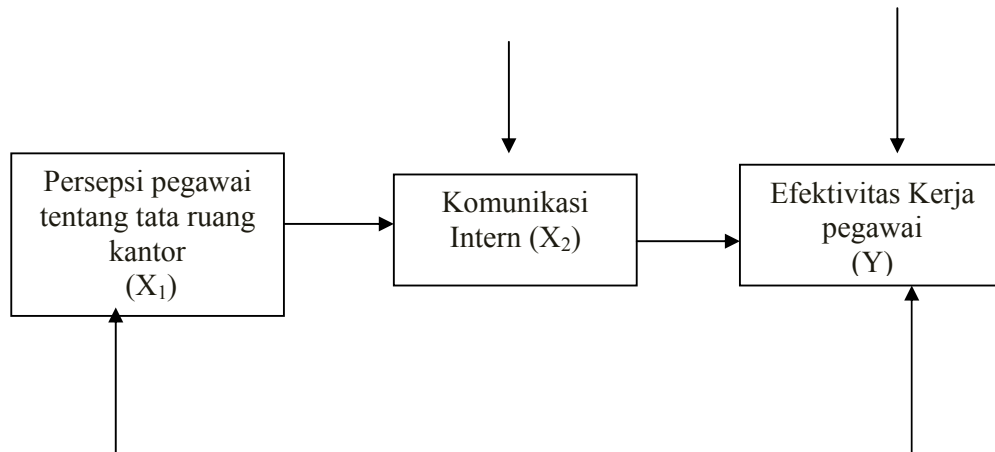 Persepsi pegawai
tentang tata ruang
kantor
(X₁)
Komunikasi
Intern (X₂)
Efektivitas Kerja
pegawai
(Y)